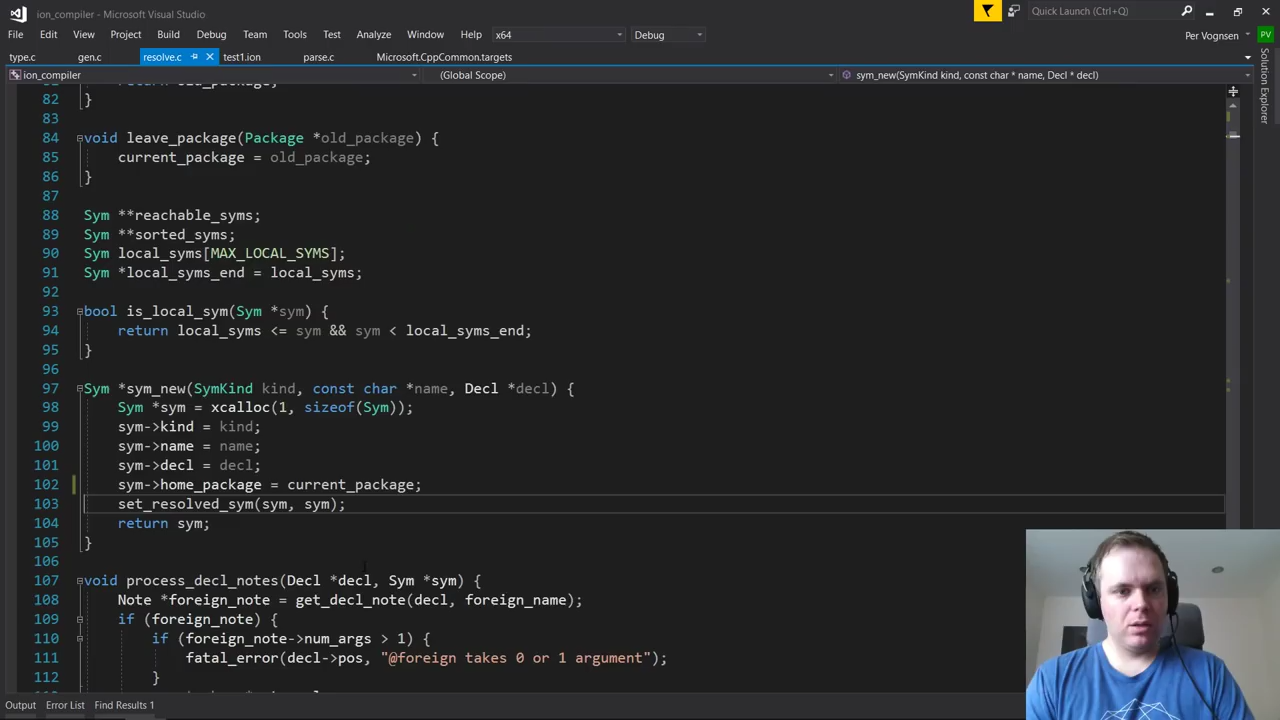 ion_compiler - Microsoft Visual Studio
Quick Launch (Ctrl+Q)
File Edit View Project Build Debug Team Tools Test Analyze Window Help x64 Debug
Per Vognsen PV
type.c gen.c resolve.c test1.ion parse.c Microsoft.CppCommon.targets
ion_compiler (Global Scope) sym_new(SymKind kind, const char * name, Decl * decl)
Solution Explorer
82 }
83
84 void leave_package(Package *old_package) {
85 current_package = old_package;
86 }
87
88 Sym **reachable_syms;
89 Sym **sorted_syms;
90 Sym local_syms[MAX_LOCAL_SYMS];
91 Sym *local_syms_end = local_syms;
92
93 bool is_local_sym(Sym *sym) {
94 return local_syms <= sym && sym < local_syms_end;
95 }
96
97 Sym *sym_new(SymKind kind, const char *name, Decl *decl) {
98 Sym *sym = xcalloc(1, sizeof(Sym));
99 sym->kind = kind;
100 sym->name = name;
101 sym->decl = decl;
102 sym->home_package = current_package;
103 set_resolved_sym(sym, sym);
104 return sym;
105 }
106
107 void process_decl_notes(Decl *decl, Sym *sym) {
108 Note *foreign_note = get_decl_note(decl, foreign_name);
109 if (foreign_note) {
110 if (foreign_note->num_args > 1) {
111 fatal_error(decl->pos, "@foreign takes 0 or 1 argument");
112 }
Output Error List Find Results 1